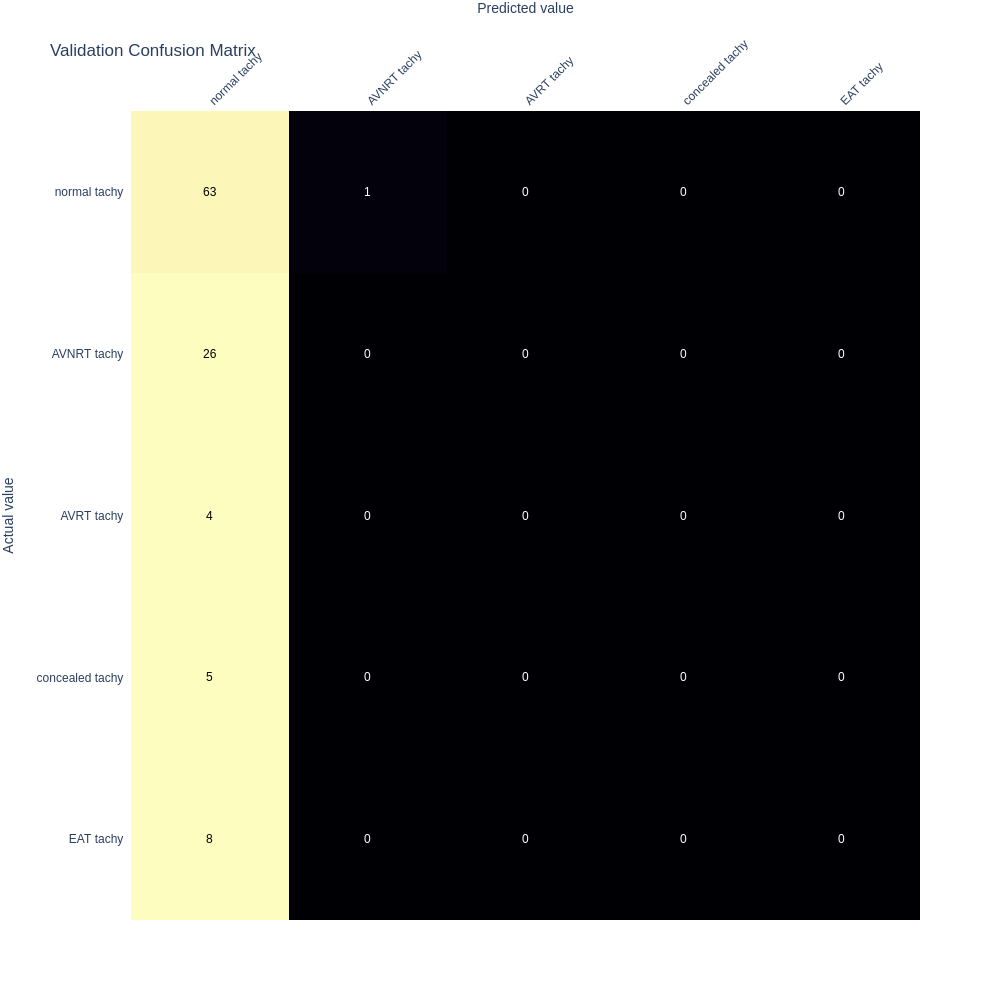 Predicted value
Validation Confusion Matrix
normal tachy AVNRT tachy AVRT tachy concealed tachy EAT tachy
normal tachy 63 1 0 0 0
AVNRT tachy 26 0 0 0 0
AVRT tachy 4 0 0 0 0
concealed tachy 5 0 0 0 0
EAT tachy 8 0 0 0 0
Actual value